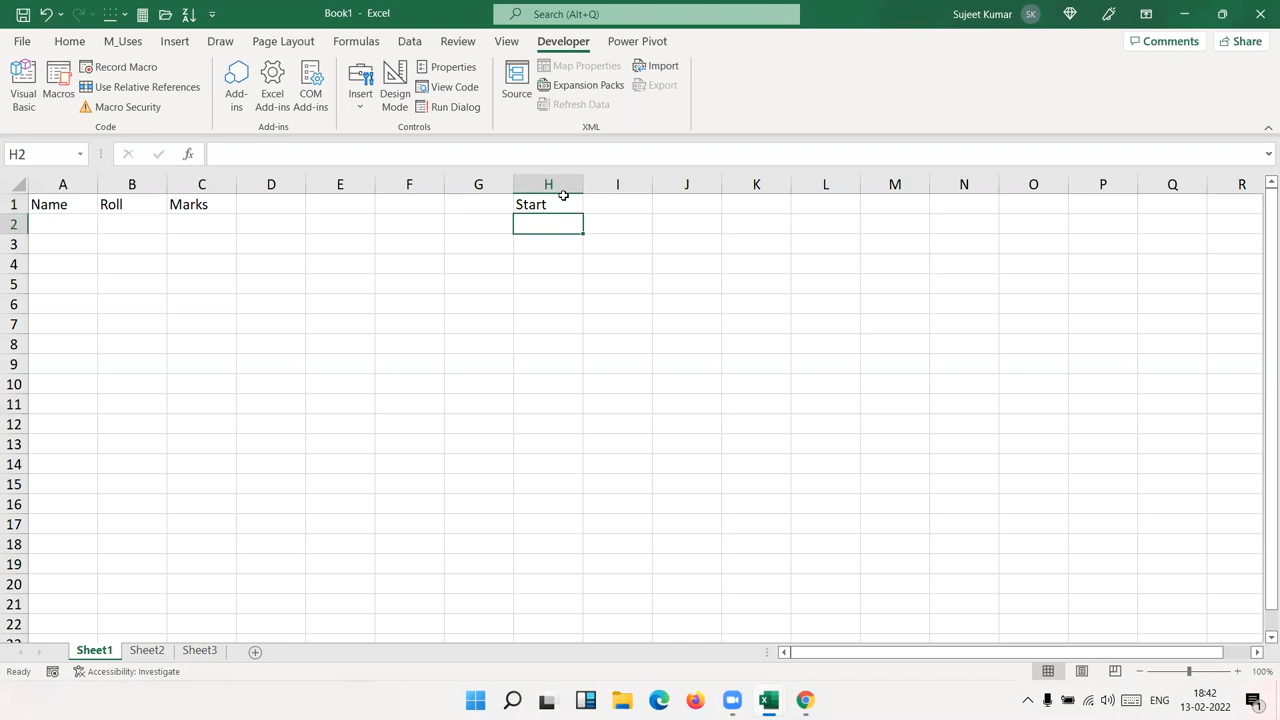 Book1 - Excel
Search (Alt+Q)
Sujeet Kumar
SK
File
Home
M_Uses
Insert
Draw
Page Layout
Formulas
Data
Review
View
Developer
Power Pivot
Comments
Share
Visual Basic
Macros
Record Macro
Use Relative References
Macro Security
Code
Add-ins
Excel Add-ins
COM Add-ins
Add-ins
Insert
Design Mode
Properties
View Code
Run Dialog
Controls
Source
Map Properties
Expansion Packs
Refresh Data
Import
Export
XML
H2
fx
A B C D E F G H I J K L M N O P Q R
1 Name Roll Marks Start
2
3
4
5
6
7
8
9
10
11
12
13
14
15
16
17
18
19
20
21
22
Sheet1 Sheet2 Sheet3
Ready
Accessibility: Investigate
100%
ENG
18:42
13-02-2022
1